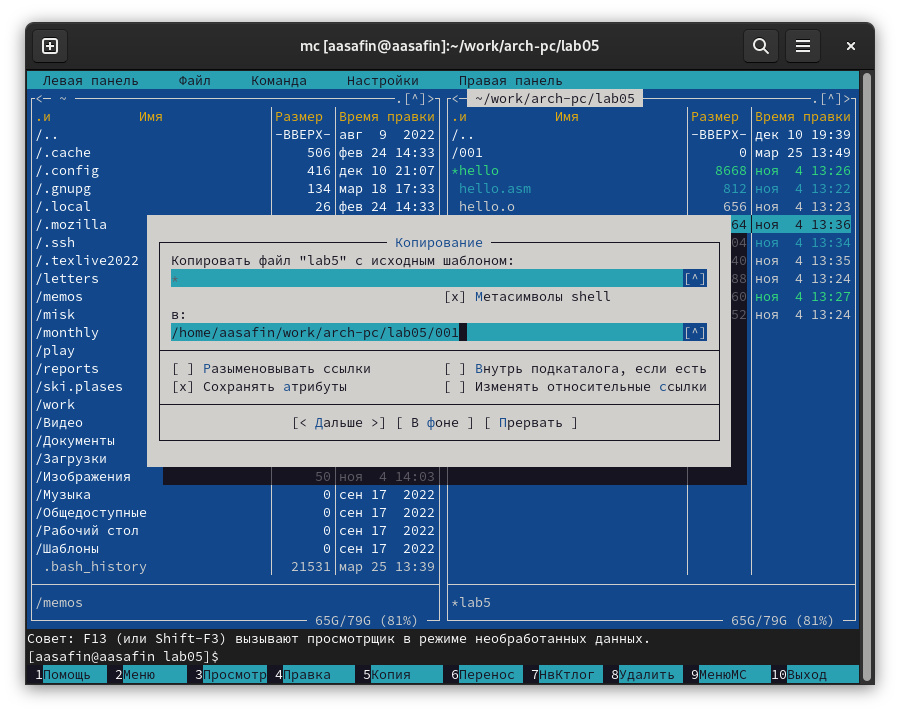 mc [aasafin@aasafin]:~/work/arch-pc/lab05
Левая панель Файл Команда Настройки Правая панель
<─ ~ .[^]>
.и Имя Размер Время правки
/.. -ВВЕРХ- авг 9 2022
/.cache 506 фев 24 14:33
/.config 416 дек 10 21:07
/.gnupg 134 мар 18 17:33
/.local 26 фев 24 14:33
/.mozilla
/.ssh
/.texlive2022
/letters
/memos
/misk
/monthly
/play
/reports
/ski.plases
/work
/Видео
/Документы
/Загрузки
/Изображения 50 ноя 4 14:03
/Музыка 0 сен 17 2022
/Общедоступные 0 сен 17 2022
/Рабочий стол 0 сен 17 2022
/Шаблоны 0 сен 17 2022
.bash_history 21531 мар 25 13:39
/memos
65G/79G (81%)
<─ ~/work/arch-pc/lab05 .[^]>
.и Имя Размер Время правки
/.. -ВВЕРХ- дек 10 19:39
/001 0 мар 25 13:49
*hello 8668 ноя 4 13:26
hello.asm 812 ноя 4 13:22
hello.o 656 ноя 4 13:23
64 ноя 4 13:36
04 ноя 4 13:34
40 ноя 4 13:35
88 ноя 4 13:24
60 ноя 4 13:27
52 ноя 4 13:24
*lab5
65G/79G (81%)
Копирование
Копировать файл "lab5" с исходным шаблоном:
* [^]
[x] Метасимволы shell
в:
/home/aasafin/work/arch-pc/lab05/001 [^]
[ ] Разыменовывать ссылки [ ] Внутрь подкаталога, если есть
[x] Сохранять атрибуты [ ] Изменять относительные ссылки
[< Дальше >] [ В фоне ] [ Прервать ]
Совет: F13 (или Shift-F3) вызывают просмотрщик в режиме необработанных данных.
[aasafin@aasafin lab05]$
1Помощь 2Меню 3Просмотр 4Правка 5Копия 6Перенос 7НвКтлог 8Удалить 9МенюМС 10Выход